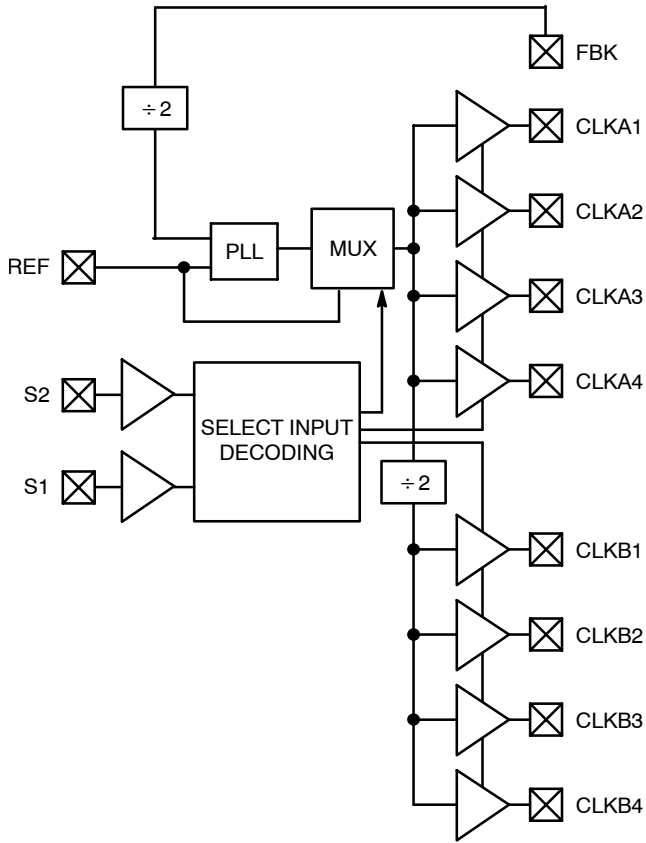 FBK
÷2
CLKA1
CLKA2
PLL
MUX
REF
CLKA3
CLKA4
S2
SELECT INPUT
DECODING
S1
÷2
CLKB1
CLKB2
CLKB3
CLKB4